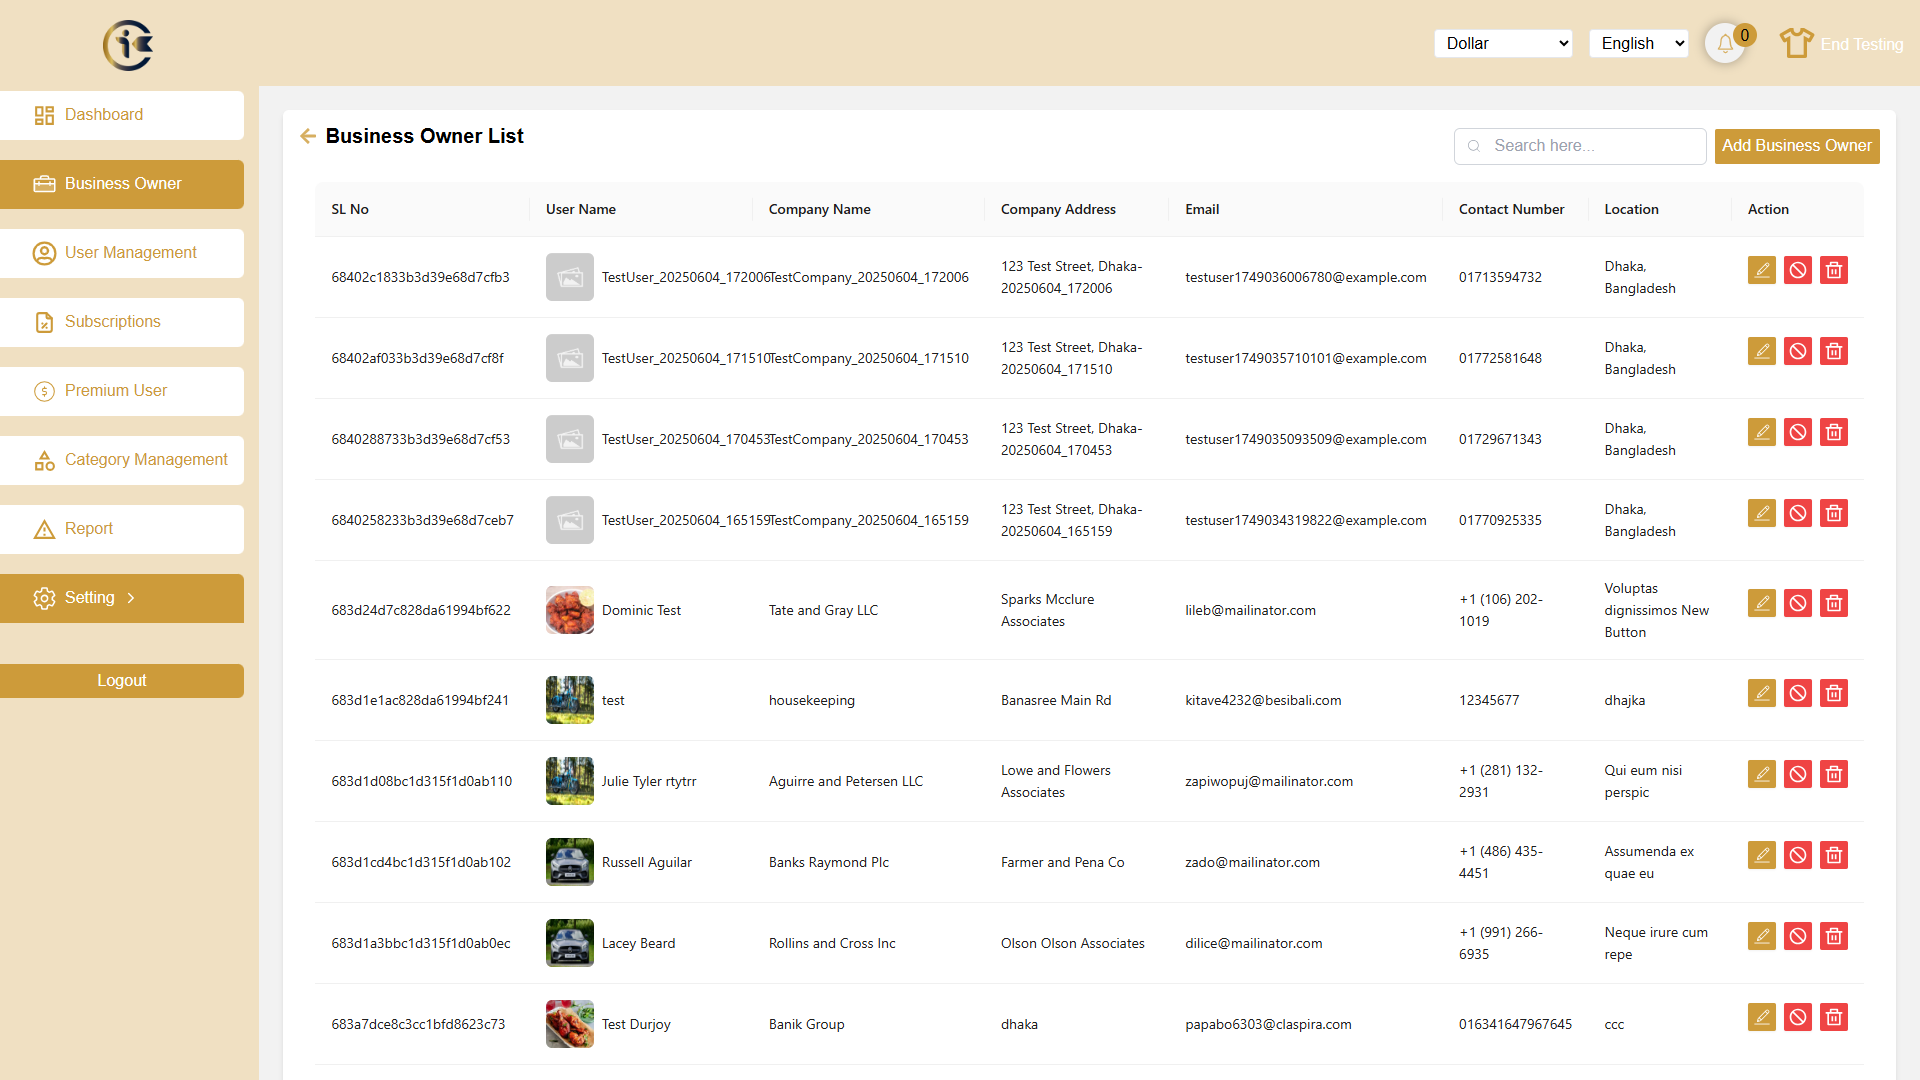 Dollar
English
0
End Testing
Dashboard
Business Owner
User Management
Subscriptions
Premium User
Category Management
Report
Setting
Logout
Business Owner List
Search here...
Add Business Owner
SL No User Name Company Name Company Address Email Contact Number Location Action
68402c1833b3d39e68d7cfb3 TestUser_20250604_172006 TestCompany_20250604_172006 123 Test Street, Dhaka- testuser1749036006780@example.com 01713594732 Dhaka,
20250604_172006 Bangladesh
68402af033b3d39e68d7cf8f TestUser_20250604_171510 TestCompany_20250604_171510 123 Test Street, Dhaka- testuser1749035710101@example.com 01772581648 Dhaka,
20250604_171510 Bangladesh
6840288733b3d39e68d7cf53 TestUser_20250604_170453 TestCompany_20250604_170453 123 Test Street, Dhaka- testuser1749035093509@example.com 01729671343 Dhaka,
20250604_170453 Bangladesh
6840258233b3d39e68d7ceb7 TestUser_20250604_165159 TestCompany_20250604_165159 123 Test Street, Dhaka- testuser1749034319822@example.com 01770925335 Dhaka,
20250604_165159 Bangladesh
683d24d7c828da61994bf622 Dominic Test Tate and Gray LLC Sparks Mcclure lileb@mailinator.com +1 (106) 202- Voluptas
Associates 1019 dignissimos New
Button
683d1e1ac828da61994bf241 test housekeeping Banasree Main Rd kitave4232@besibali.com 12345677 dhajka
683d1d08bc1d315f1d0ab110 Julie Tyler rtytrr Aguirre and Petersen LLC Lowe and Flowers zapiwopuj@mailinator.com +1 (281) 132- Qui eum nisi
Associates 2931 perspic
683d1cd4bc1d315f1d0ab102 Russell Aguilar Banks Raymond Plc Farmer and Pena Co zado@mailinator.com +1 (486) 435- Assumenda ex
4451 quae eu
683d1a3bbc1d315f1d0ab0ec Lacey Beard Rollins and Cross Inc Olson Olson Associates dilice@mailinator.com +1 (991) 266- Neque irure cum
6935 repe
683a7dce8c3cc1bfd8623c73 Test Durjoy Banik Group dhaka papabo6303@claspira.com 016341647967645 ccc